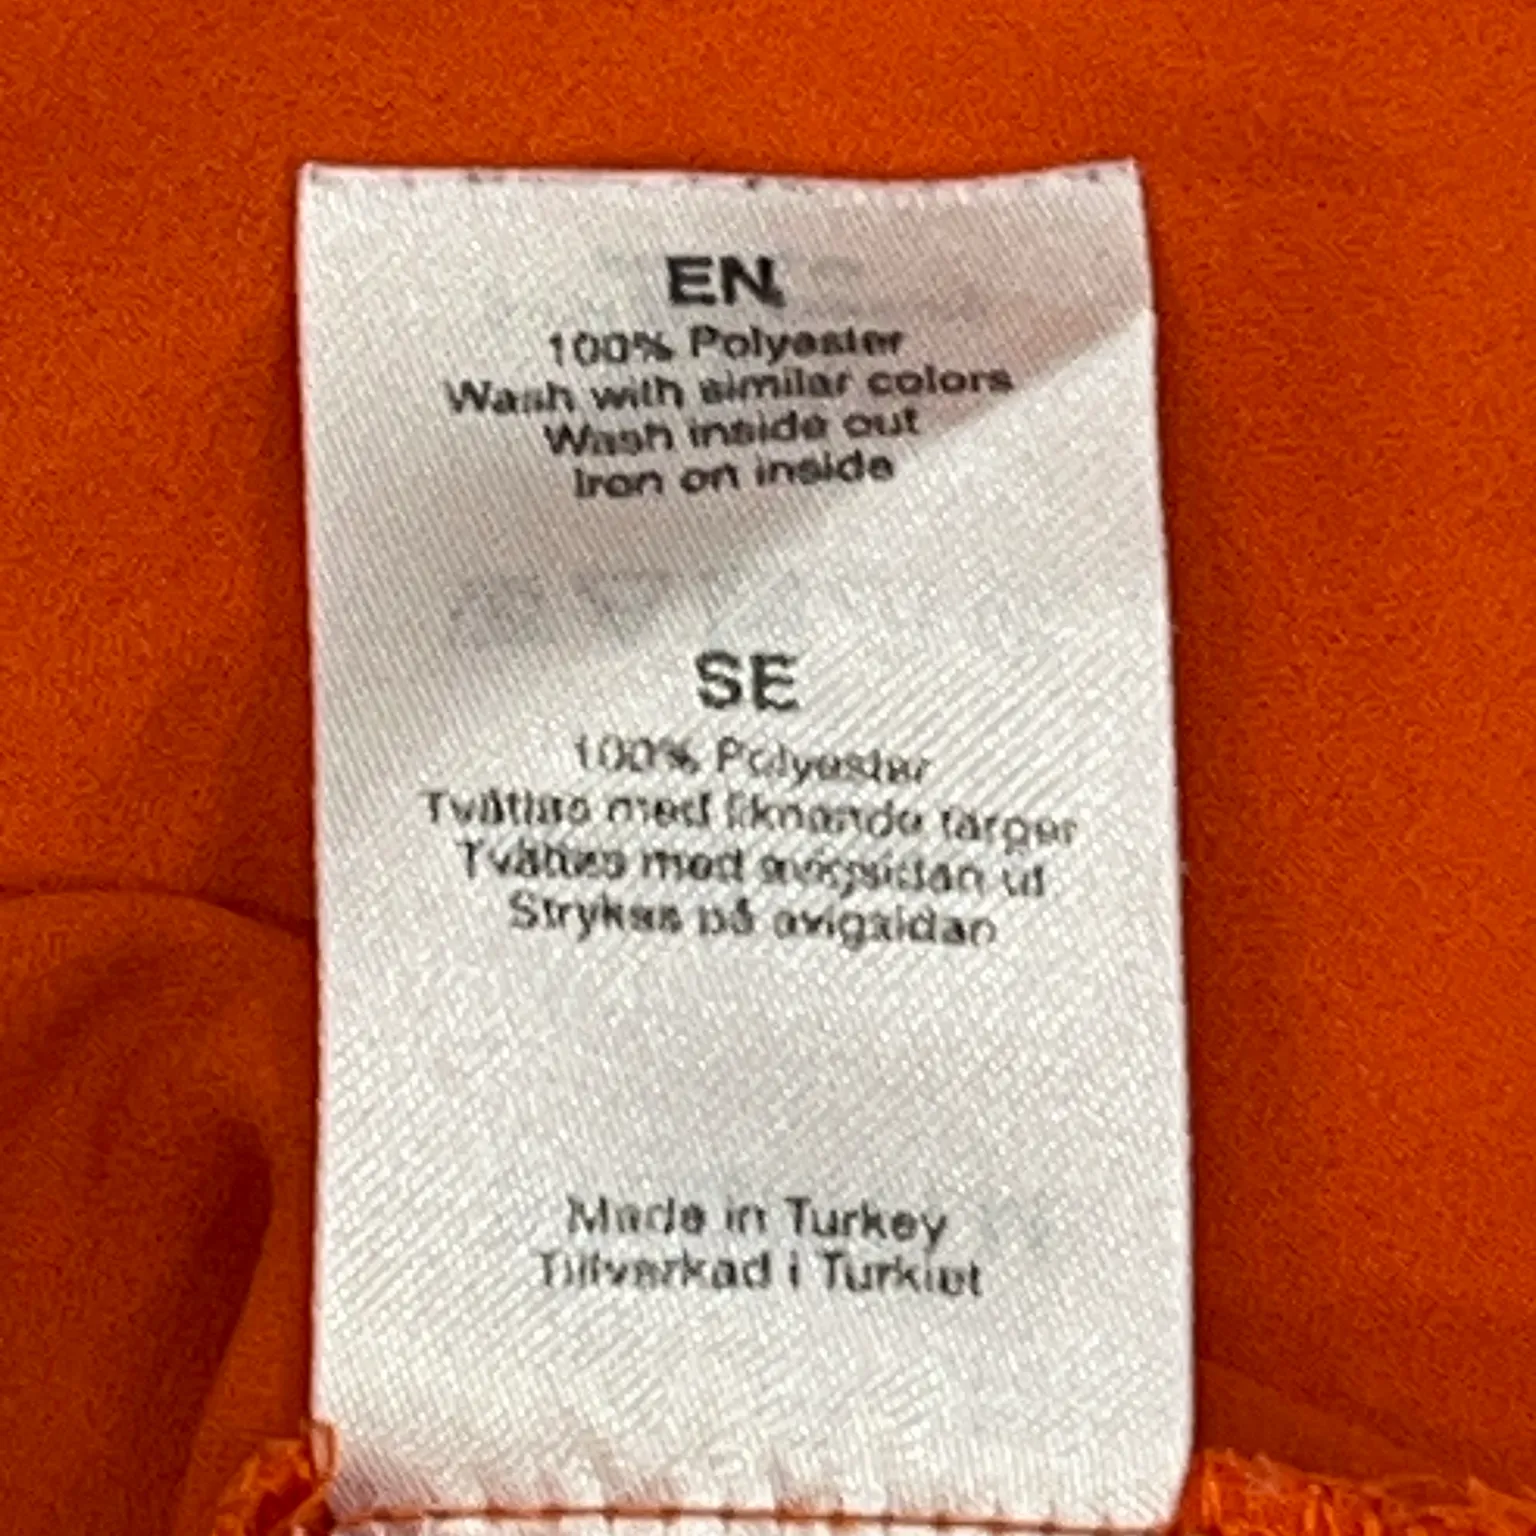 EN
100% Polyester
Wash with similar colors
Wash inside out
Iron on inside
SE
100% Polyester
Tvättas med liknande färger
Tvättas med avigsidan ut
Strykas på avigsidan
Made in Turkey
Tillverkad i Turkiet